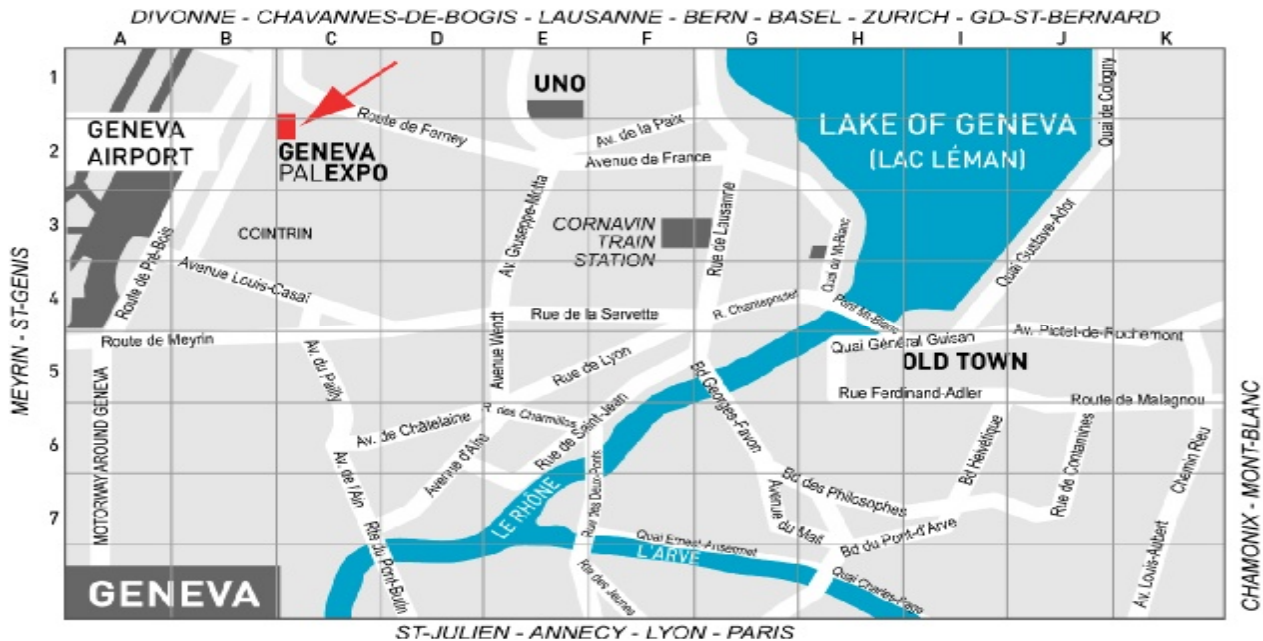 DIVONNE - CHAVANNES-DE-BOGIS - LAUSANNE - BERN - BASEL - ZURICH - GD-ST-BERNARD
A B C D E F G H I J K
1
2
3
4
5
6
7
MEYRIN - ST-GENIS
CHAMONIX - MONT-BLANC
UNO
Quai de Cologny
GENEVA
AIRPORT
Route de Farney
Av. de la Paix
LAKE OF GENEVA
(LAC LÉMAN)
GENEVA
PALEXPO
Avenue de France
Av. Giuseppe-Motta
CORNAVIN
TRAIN
STATION
Rue de Lausanne
Quai du Mt-Blanc
Quai Gustave-Ador
COINTRIN
Route de Pré-Bois
Avenue Louis-Casaï
Rue de la Servette
R. Chantepoulet
Pont Mt-Blanc
Av. Pictet-de-Rochemont
Route de Meyrin
Avenue Wendt
Quai Général Guisan
OLD TOWN
Av. du Pailly
Rue de Lyon
Bd Georges-Favon
Rue Ferdinand-Adler
Route de Malagnou
MOTORWAY AROUND GENEVA
Av. de Châtelaine
R. des Charmilles
Rue de Saint-Jean
Avenue d'Aïre
Av. de l'Ain
Rue des Deux-Ponts
Bd Helvétique
Rue de Contamines
Chemin Rieu
Bd des Philosophes
Avenue
du Mail
LE RHÔNE
Bd du Pont-d'Arve
Quai Ernest-Ansermet
L'ARVE
Rte du Pont-Butin
Rte des Jeunes
Quai Charles-Page
Av. Louis-Aubert
GENEVA
ST-JULIEN - ANNECY - LYON - PARIS